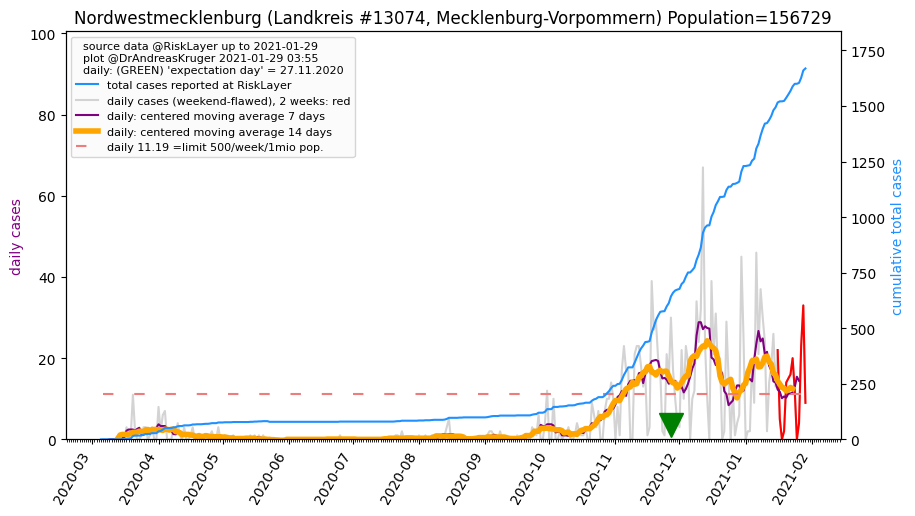 Nordwestmecklenburg (Landkreis #13074, Mecklenburg-Vorpommern) Population=156729
source data @RiskLayer up to 2021-01-29
plot @DrAndreasKruger 2021-01-29 03:55
daily: (GREEN) 'expectation day' = 27.11.2020
total cases reported at RiskLayer
daily cases (weekend-flawed), 2 weeks: red
daily: centered moving average 7 days
daily: centered moving average 14 days
daily 11.19 =limit 500/week/1mio pop.
daily cases
100
80
60
40
20
0
cumulative total cases
1750
1500
1250
1000
750
500
250
0
2020-03
2020-04
2020-05
2020-06
2020-07
2020-08
2020-09
2020-10
2020-11
2020-12
2021-01
2021-02